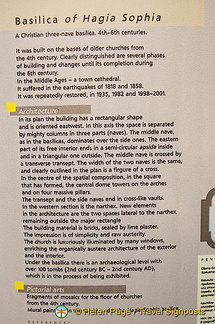 Basilica of Hagia Sophia
A Christian three-nave basilica. 4th-6th centuries.
It was built on the bases of older churches from
the 4th century. Clearly distinguished are several phases
of building and changes until its completion during
the 6th century.
In the Middle Ages – a town cathedral.
It suffered in the earthquakes of 1818 and 1858.
It was repeatedly restored, in 1935, 1982 and 1998-2001.
Architecture
In its plan the building has a rectangular shape
and is oriented eastwest. In this axis the space is separated
by mighty columns in three parts (naves). The middle nave,
as in the basilicas, dominates over the side ones. The eastern
part of its free interior ends in a semi-circular apsida inside
and in a triangular one outside. The middle nave is crossed by
a transverse transept. The width of the two naves is the same,
and clearly outlined in the plan is a figure of a cross.
In the centre of the spatial composition, in the square
that has formed, the central dome towers on the arches
and on four massive pillars.
The transept and the side naves end in cross-like vaults.
In the western section is the narthex. New elements
in the architecture are the two spaces lateral to the narthex,
remaining outside the major rectangle
The building material is bricks, sealed by lime plaster.
The impression is of simplicity and raw austerity.
The church is luxuriously illuminated by many windows,
enriching the organically austere architecture of the exterior
and the interior.
Under the basilica there is an archaeological level with
over 100 tombs (2nd century BC – 2nd century AD),
which is in the process of being exhibited.
Pictorial arts
Fragments of mosaics for the floor of churches
from the 4th century.
Mural